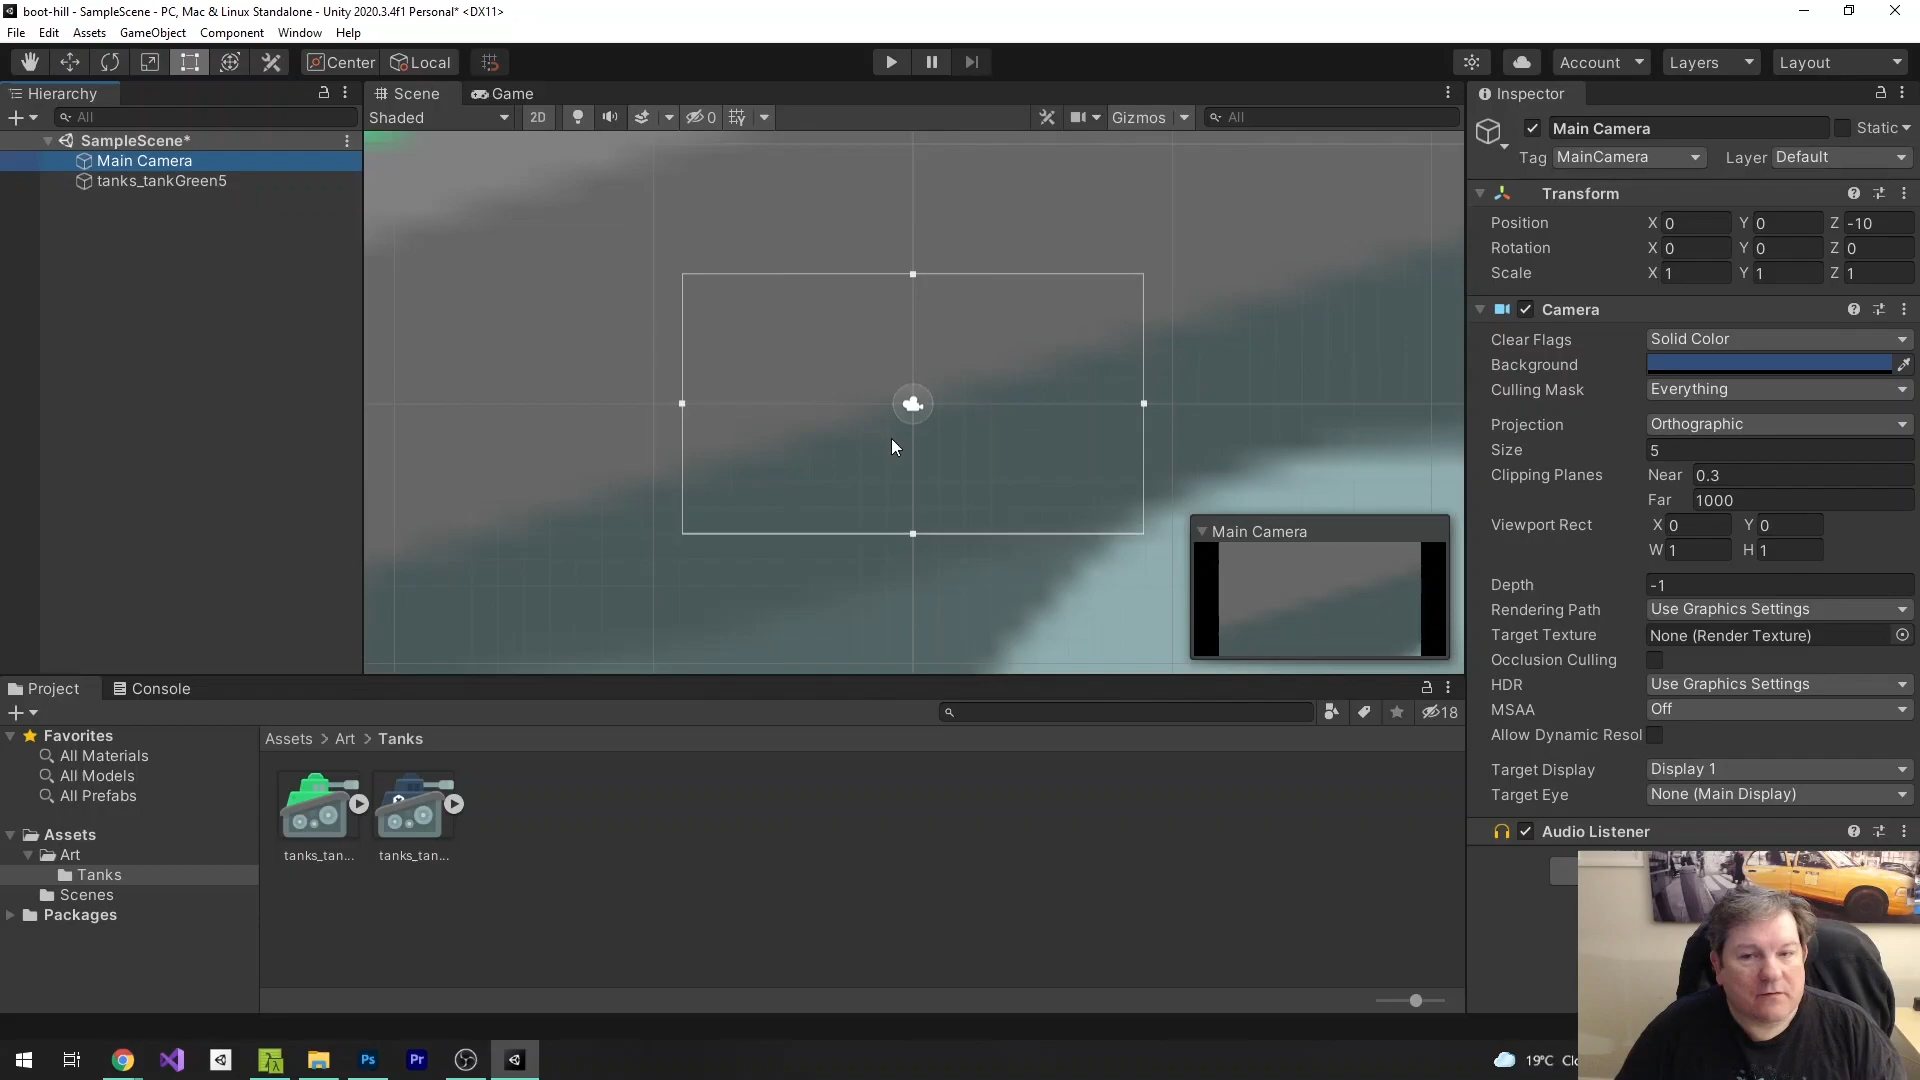 boot-hill - SampleScene - PC, Mac & Linux Standalone - Unity 2020.3.4f1 Personal* <DX11>
File Edit Assets GameObject Component Window Help
Center Local Account Layers Layout
Hierarchy
All
SampleScene*
Main Camera
tanks_tankGreen5
Scene Game
Shaded 2D 0 Gizmos All
Main Camera
Inspector
Main Camera Static
Tag MainCamera Layer Default
Transform
Position X 0 Y 0 Z -10
Rotation X 0 Y 0 Z 0
Scale X 1 Y 1 Z 1
Camera
Clear Flags Solid Color
Background
Culling Mask Everything
Projection Orthographic
Size 5
Clipping Planes Near 0.3
Far 1000
Viewport Rect X 0 Y 0
W 1 H 1
Depth -1
Rendering Path Use Graphics Settings
Target Texture None (Render Texture)
Occlusion Culling
HDR Use Graphics Settings
MSAA Off
Allow Dynamic Resol
Target Display Display 1
Target Eye None (Main Display)
Audio Listener
Project Console
18
Favorites
All Materials
All Models
All Prefabs
Assets
Art
Tanks
Scenes
Packages
Assets > Art > Tanks
tanks_tan... tanks_tan...
Ps Pr 19°C Clo